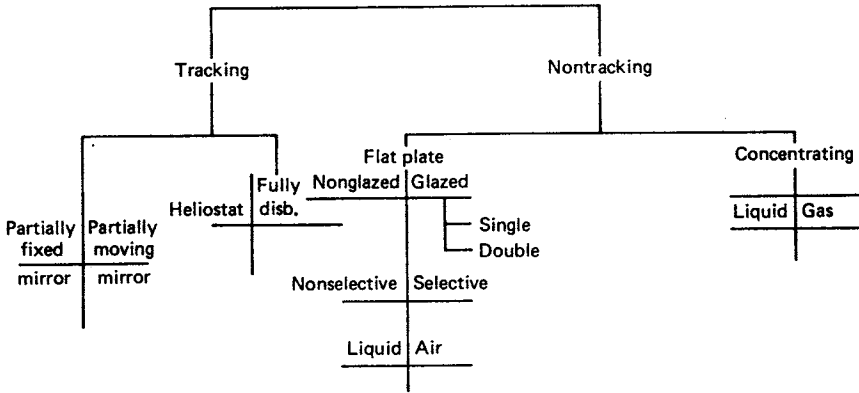 Tracking
Nontracking
Flat plate
Concentrating
Nonglazed Glazed
Fully
Heliostat disb.
Liquid Gas
Partially Partially
fixed moving
mirror mirror
Single
Double
Nonselective Selective
Liquid Air